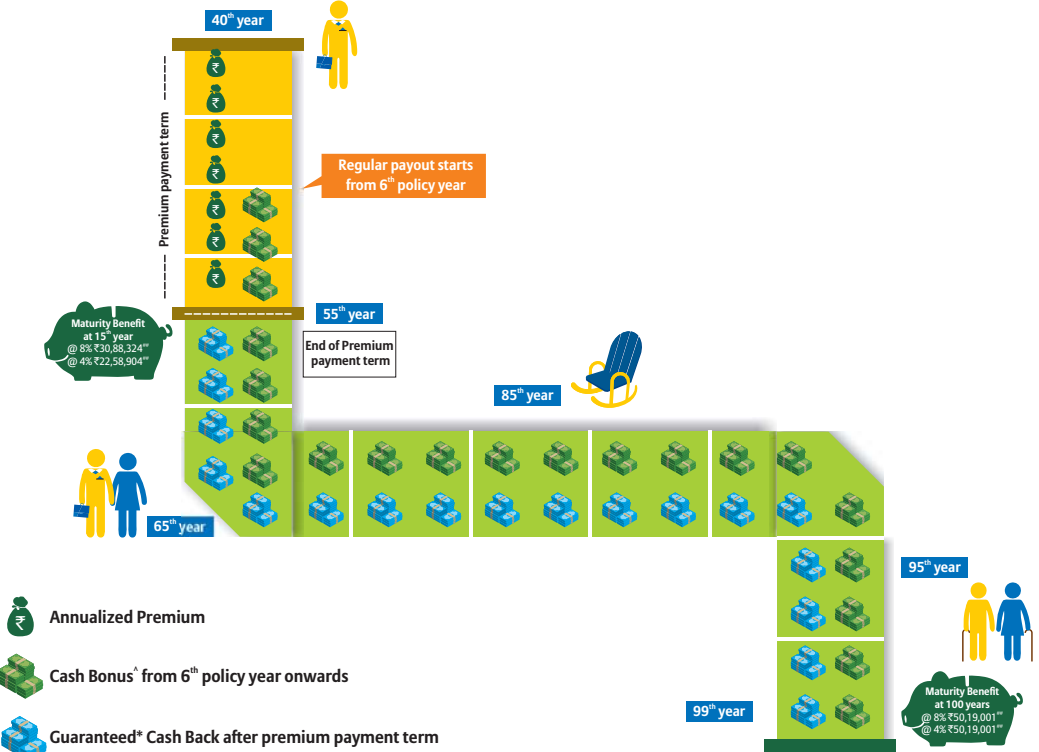 40th year
Premium payment term
Regular payout starts
from 6th policy year
55th year
Maturity Benefit
at 15th year
@ 8% ₹30,88,324##
@ 4% ₹22,58,904##
End of Premium
payment term
85th year
65th year
95th year
Annualized Premium
Cash Bonus^ from 6th policy year onwards
99th year
Maturity Benefit
at 100 years
@ 8% ₹50,19,001##
@ 4% ₹50,19,001##
Guaranteed* Cash Back after premium payment term